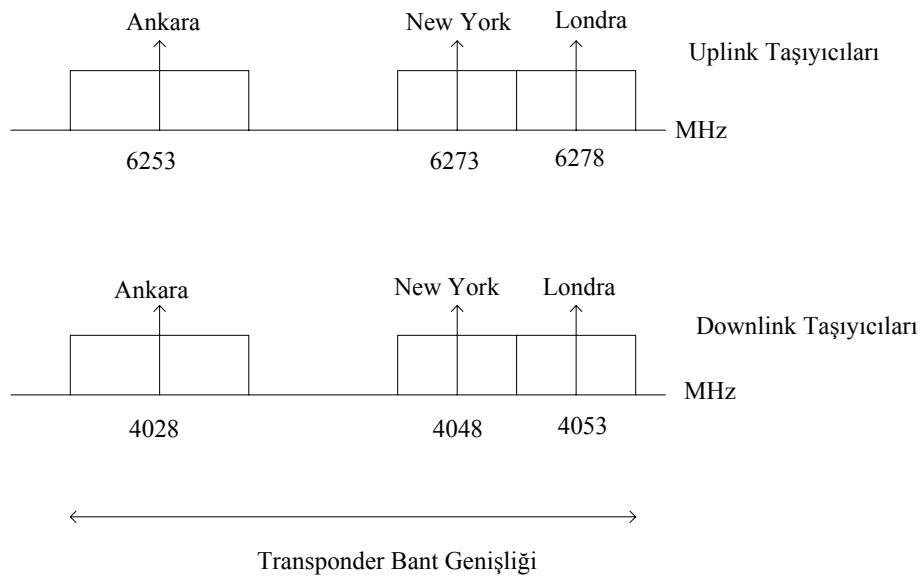 Ankara New York Londra
Uplink Taşıyıcıları
MHz
6253 6273 6278
Ankara New York Londra
Downlink Taşıyıcıları
MHz
4028 4048 4053
Transponder Bant Genişliği